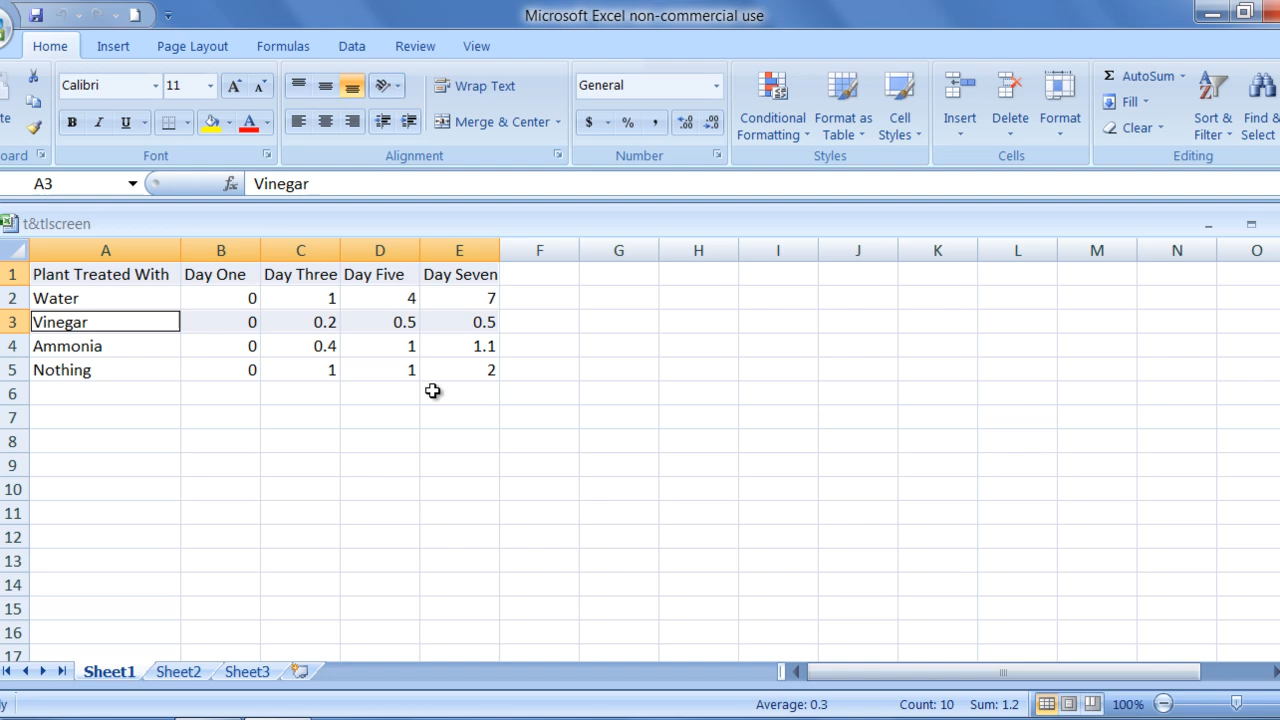 Microsoft Excel non-commercial use
Home Insert Page Layout Formulas Data Review View
Calibri 11 A A Wrap Text General Σ AutoSum
B I U A Merge & Center $ % , Conditional Formatting Format as Table Cell Styles Insert Delete Format Fill Clear Sort & Filter Find & Select
Font Alignment Number Styles Cells Editing
A3 fx Vinegar
t&tlscreen
A B C D E F G H I J K L M N O
1 Plant Treated With Day One Day Three Day Five Day Seven
2 Water 0 1 4 7
3 Vinegar 0 0.2 0.5 0.5
4 Ammonia 0 0.4 1 1.1
5 Nothing 0 1 1 2
6
7
8
9
10
11
12
13
14
15
16
17
Sheet1 Sheet2 Sheet3
Average: 0.3 Count: 10 Sum: 1.2 100%